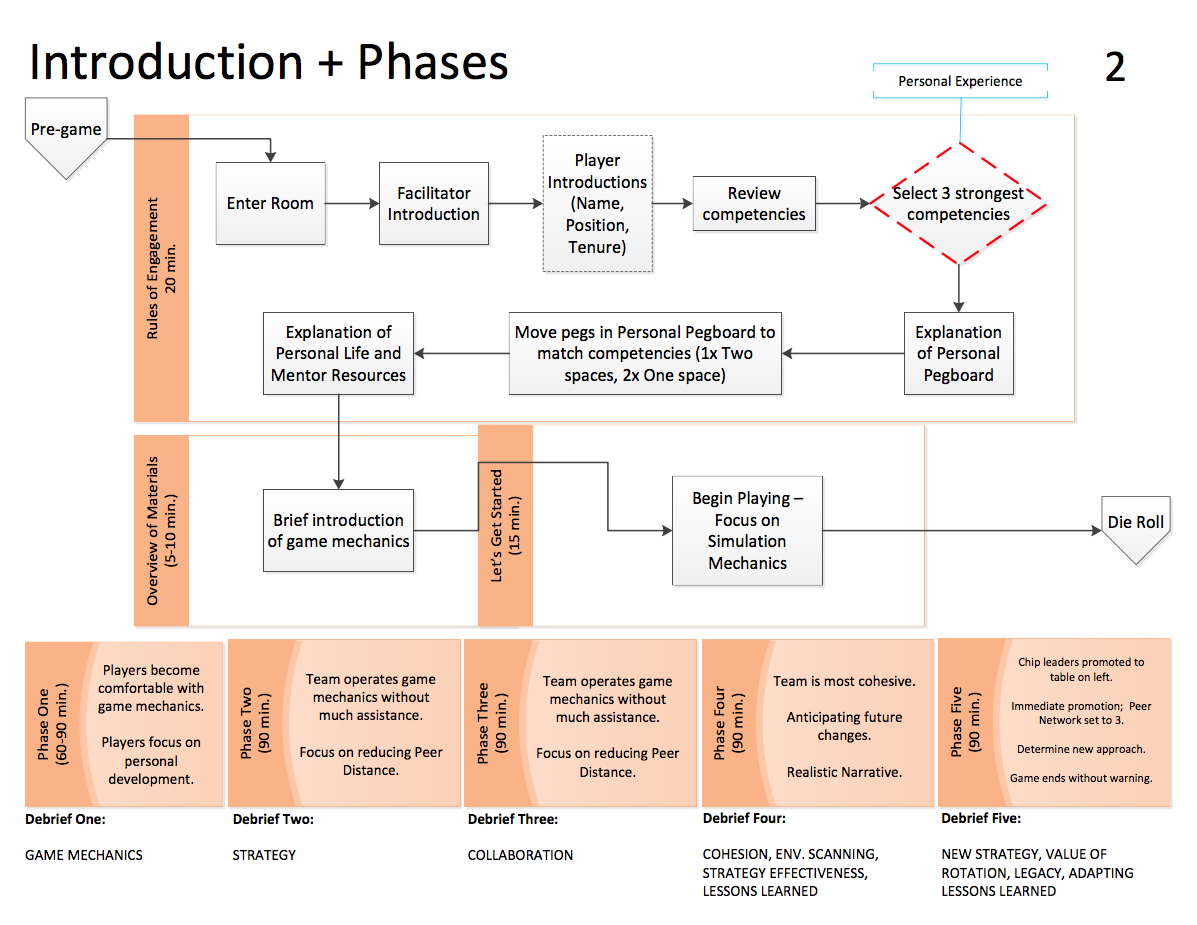 Introduction + Phases
2
Personal Experience
Pre-game
Rules of Engagement
20 min.
Enter Room
Facilitator
Introduction
Player
Introductions
(Name,
Position,
Tenure)
Review
competencies
Select 3 strongest
competencies
Explanation of
Personal Life and
Mentor Resources
Move pegs in Personal Pegboard to
match competencies (1x Two
spaces, 2x One space)
Explanation
of Personal
Pegboard
Overview of Materials
(5-10 min.)
Brief introduction
of game mechanics
Let's Get Started
(15 min.)
Begin Playing –
Focus on
Simulation
Mechanics
Die Roll
Phase One
(60-90 min.)
Players become
comfortable with
game mechanics.
Players focus on
personal
development.
Phase Two
(90 min.)
Team operates game
mechanics without
much assistance.
Focus on reducing Peer
Distance.
Phase Three
(90 min.)
Team operates game
mechanics without
much assistance.
Focus on reducing Peer
Distance.
Phase Four
(90 min.)
Team is most cohesive.
Anticipating future
changes.
Realistic Narrative.
Phase Five
(90 min.)
Chip leaders promoted to
table on left.
Immediate promotion; Peer
Network set to 3.
Determine new approach.
Game ends without warning.
Debrief One:
GAME MECHANICS
Debrief Two:
STRATEGY
Debrief Three:
COLLABORATION
Debrief Four:
COHESION, ENV. SCANNING,
STRATEGY EFFECTIVENESS,
LESSONS LEARNED
Debrief Five:
NEW STRATEGY, VALUE OF
ROTATION, LEGACY, ADAPTING
LESSONS LEARNED